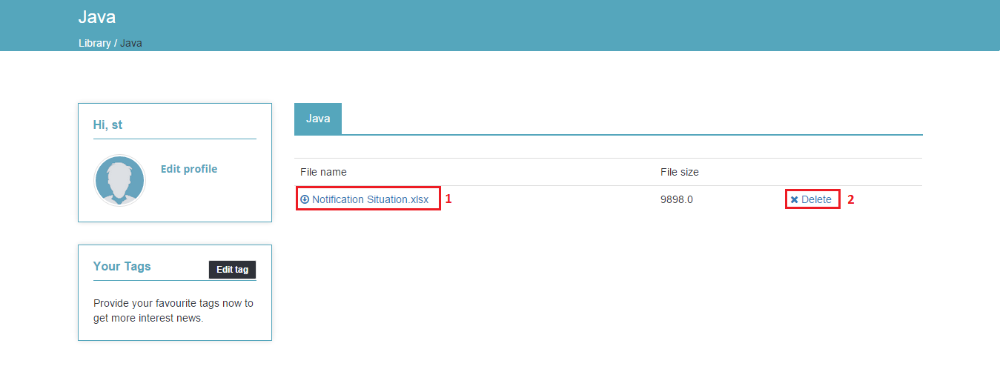 Java
Library / Java
Hi, st
Edit profile
Your Tags
Edit tag
Provide your favourite tags now to
get more interest news.
Java
File name File size
Notification Situation.xlsx 1 9898.0 Delete 2